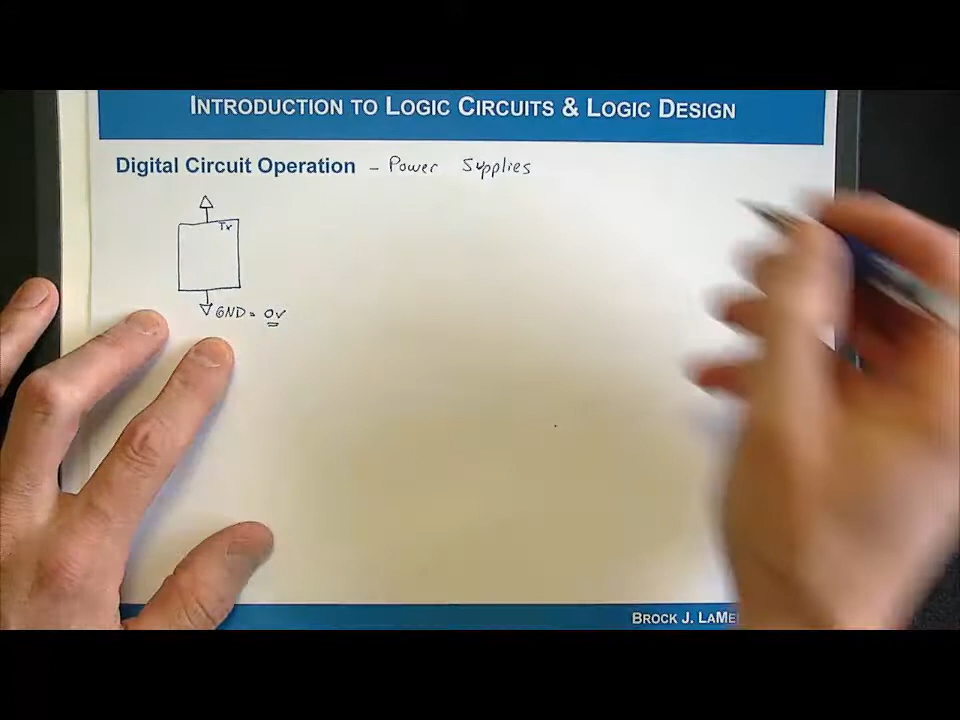 INTRODUCTION TO LOGIC CIRCUITS & LOGIC DESIGN
Digital Circuit Operation - Power Supplies
Tx
GND = 0v
BROCK J. LAME